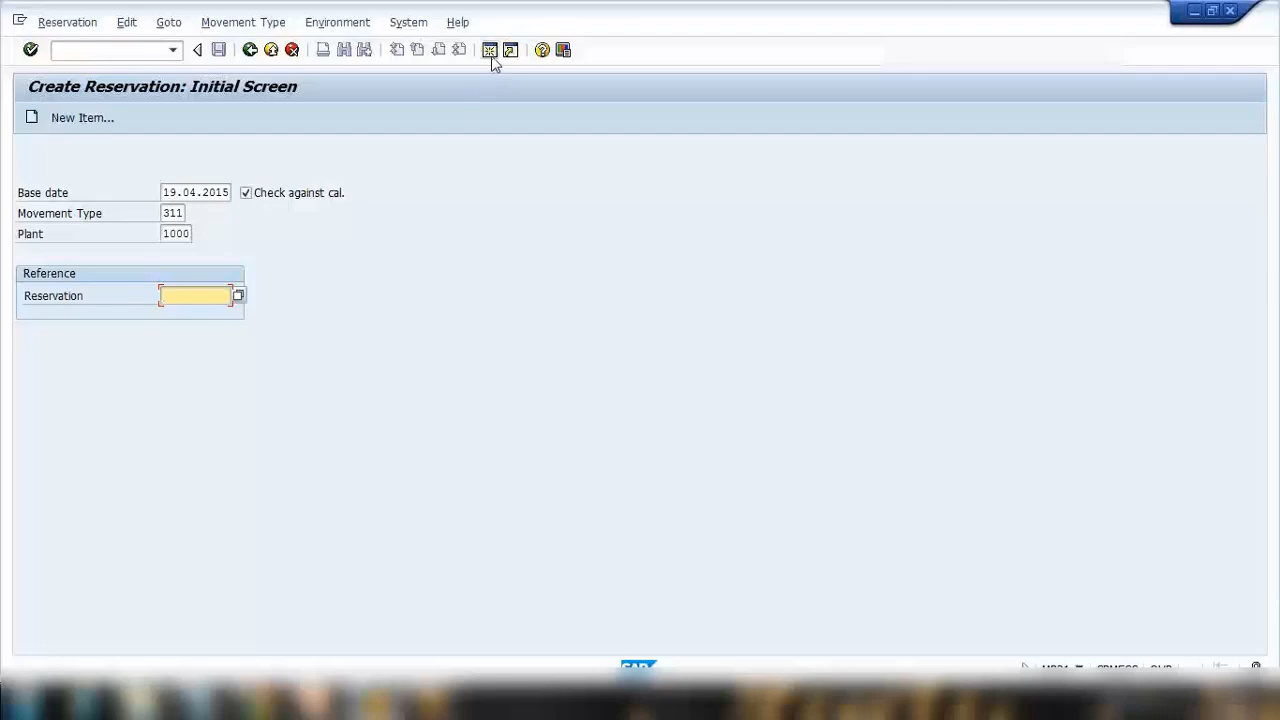 Reservation Edit Goto Movement Type Environment System Help
Create Reservation: Initial Screen
New Item...
Base date 19.04.2015 Check against cal.
Movement Type 311
Plant 1000
Reference
Reservation
SAP